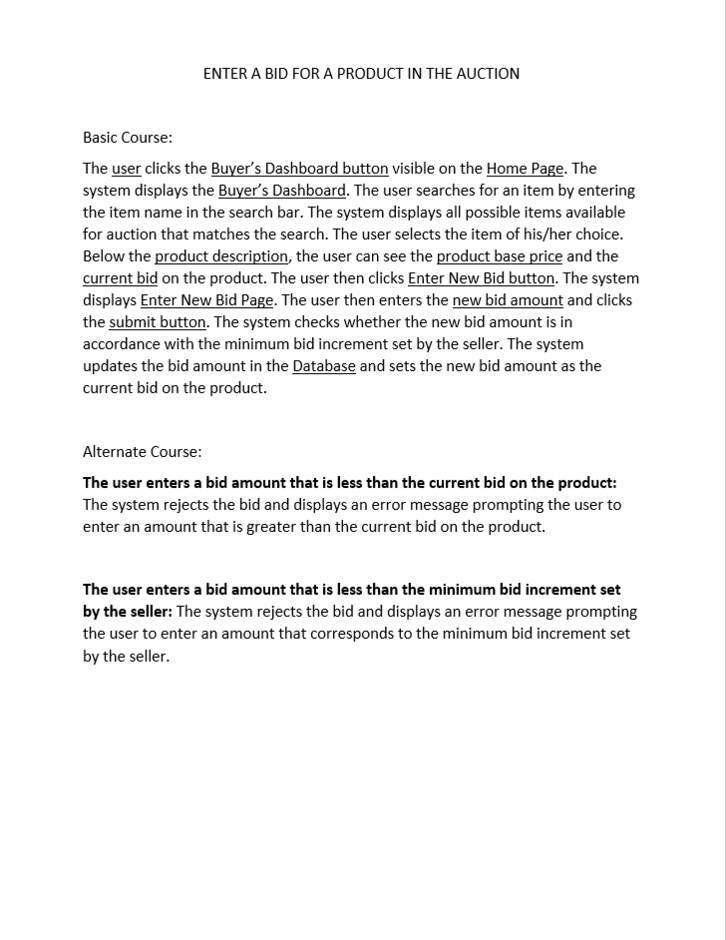 ENTER A BID FOR A PRODUCT IN THE AUCTION
Basic Course:
The user clicks the Buyer’s Dashboard button visible on the Home Page. The
system displays the Buyer’s Dashboard. The user searches for an item by entering
the item name in the search bar. The system displays all possible items available
for auction that matches the search. The user selects the item of his/her choice.
Below the product description, the user can see the product base price and the
current bid on the product. The user then clicks Enter New Bid button. The system
displays Enter New Bid Page. The user then enters the new bid amount and clicks
the submit button. The system checks whether the new bid amount is in
accordance with the minimum bid increment set by the seller. The system
updates the bid amount in the Database and sets the new bid amount as the
current bid on the product.
Alternate Course:
The user enters a bid amount that is less than the current bid on the product:
The system rejects the bid and displays an error message prompting the user to
enter an amount that is greater than the current bid on the product.
The user enters a bid amount that is less than the minimum bid increment set
by the seller: The system rejects the bid and displays an error message prompting
the user to enter an amount that corresponds to the minimum bid increment set
by the seller.